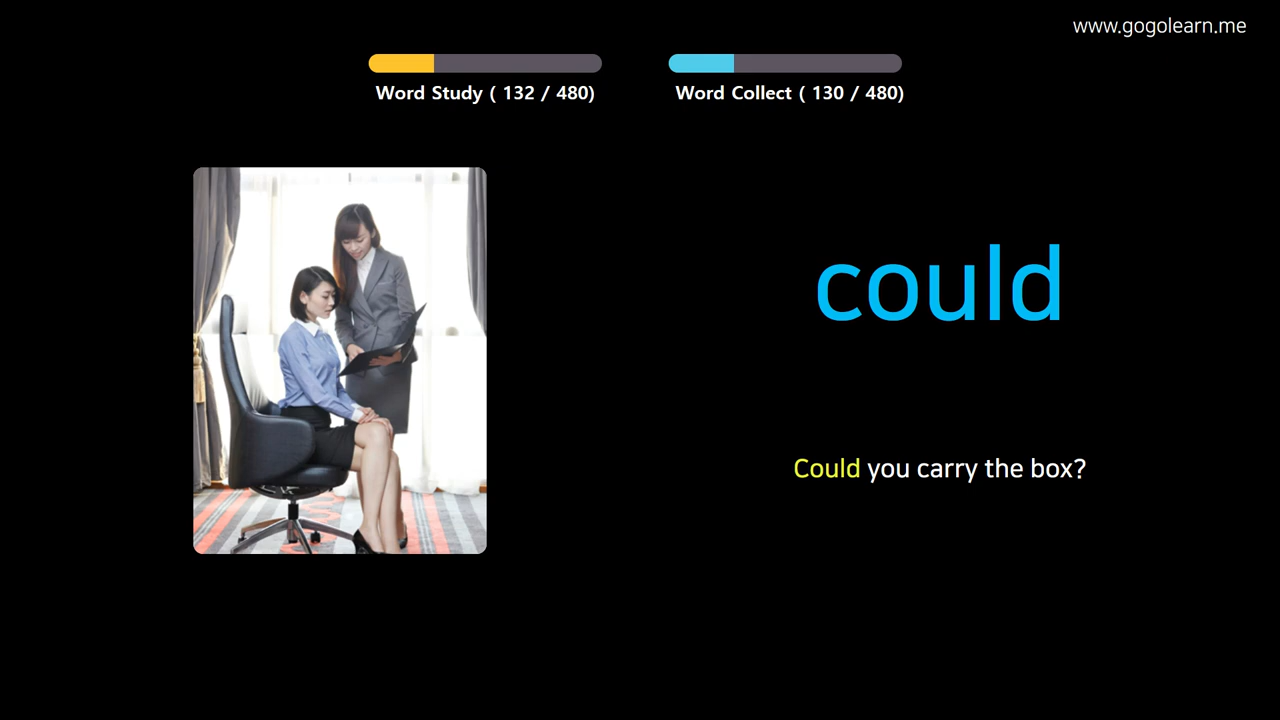 www.gogolearn.me
Word Study ( 132 / 480)
Word Collect ( 130 / 480)
could
Could you carry the box?